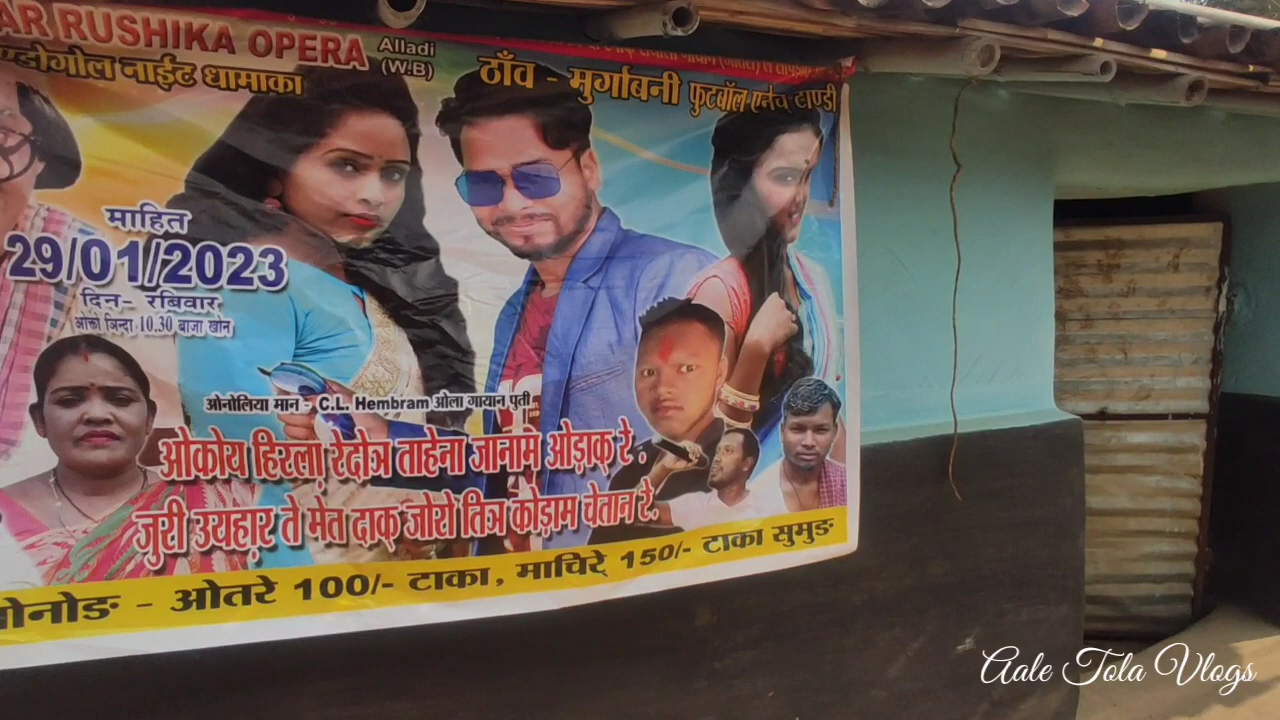 AR RUSHIKA OPERA
Alladi
(W.B)
नाईट धामाका
ठाँव - मुर्गाबनी फुटबॉल एनेच् टाण्डी
माहित
29/01/2023
दिन- रबिवार
ञिन्दा 10.30 बाजा खोन
ओनोलिया मान - C.L. Hembram ओला गायान पुती
ओकोय हिरला रेदोञ ताहेना जानाम ओड़ाक् रे .
जुरी उयहार ते मेत दाक् जोरो तिञ कोड़ाम चेतान रे.
ओतरे 100/- टाका, माचिरे 150/- टाका सुमुङ
Aale Tola Vlogs